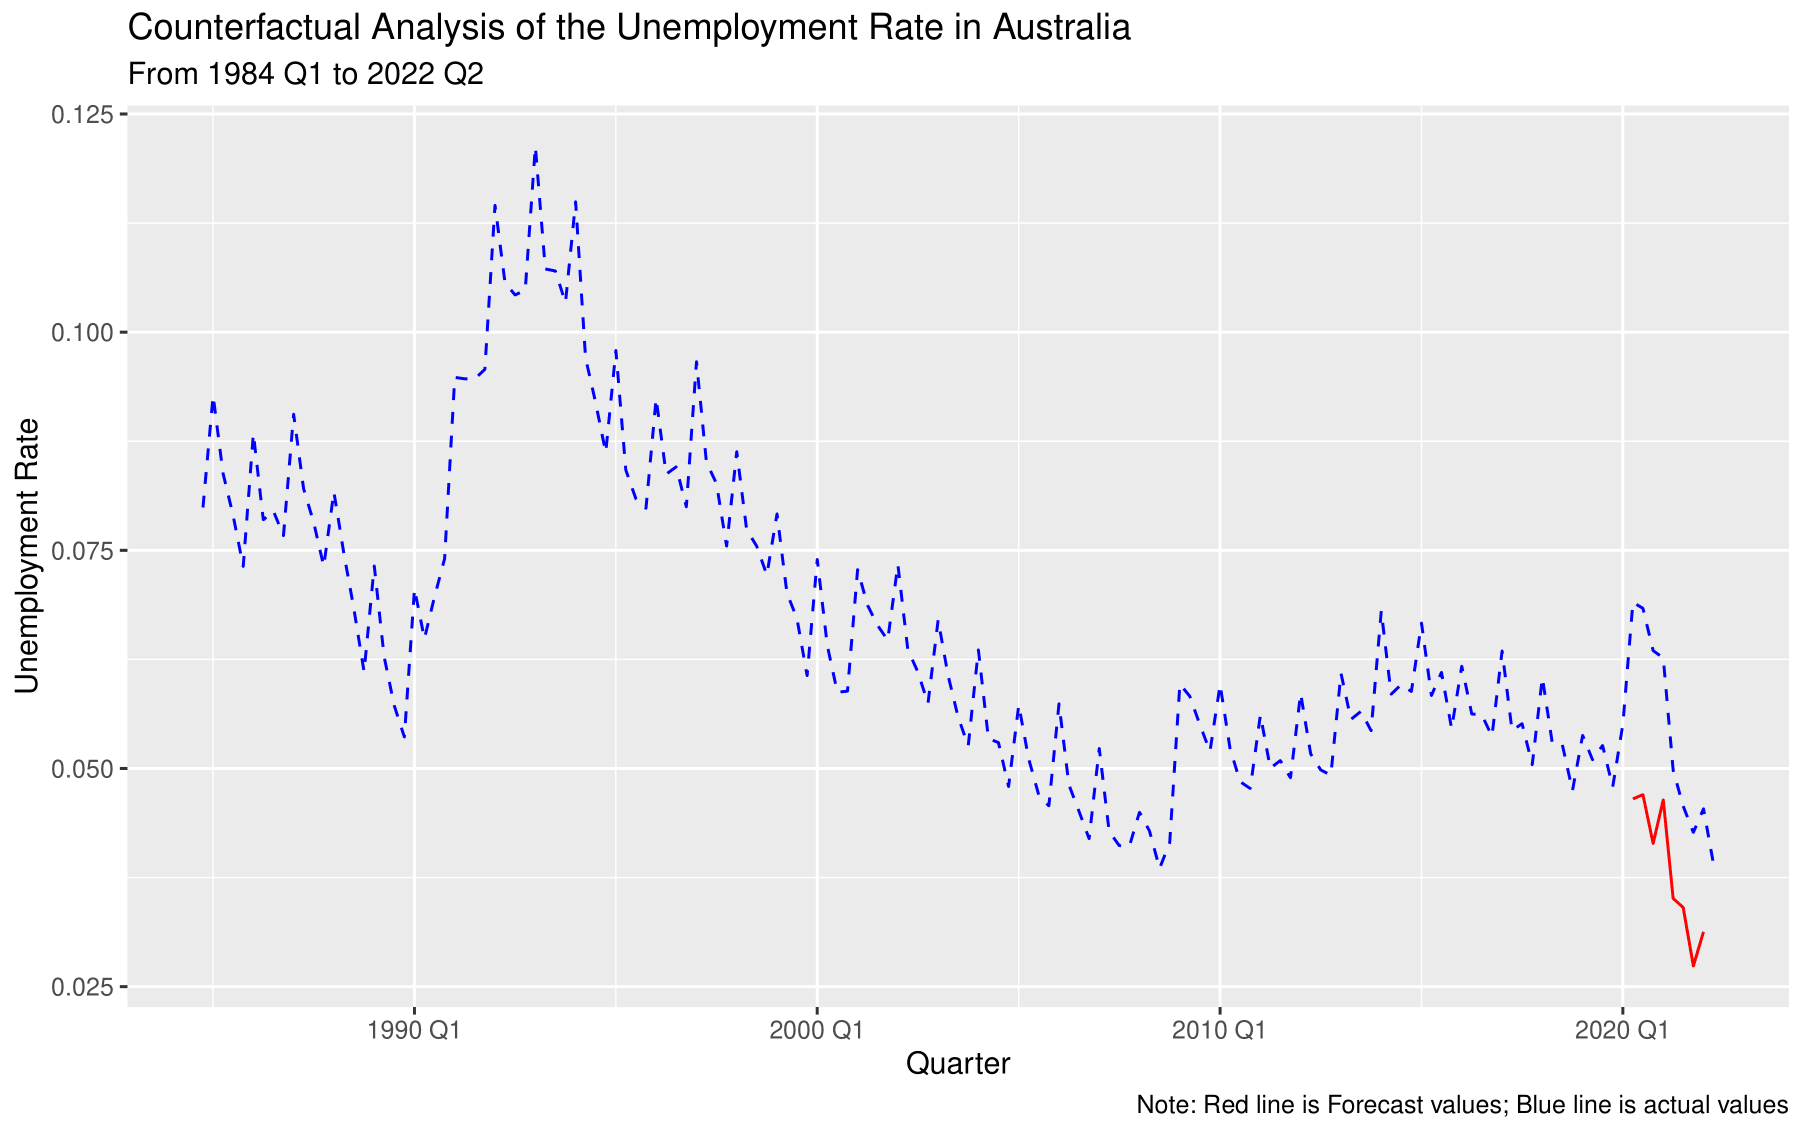 Counterfactual Analysis of the Unemployment Rate in Australia
From 1984 Q1 to 2022 Q2
0.125
0.100
0.075
0.050
0.025
Unemployment Rate
1990 Q1
2000 Q1
2010 Q1
2020 Q1
Quarter
Note: Red line is Forecast values; Blue line is actual values